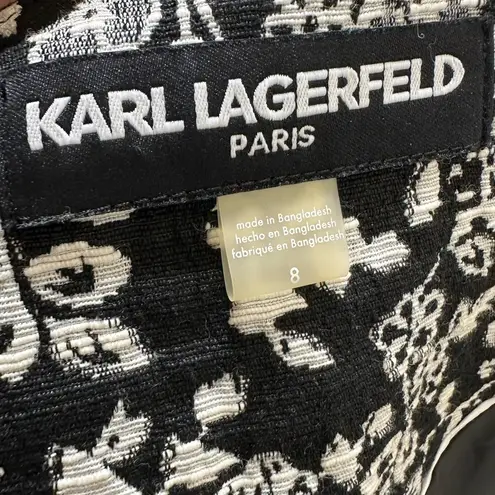 KARL LAGERFELD
PARIS
made in Bangladesh
hecho en Bangladesh
fabriqué en Bangladesh
8